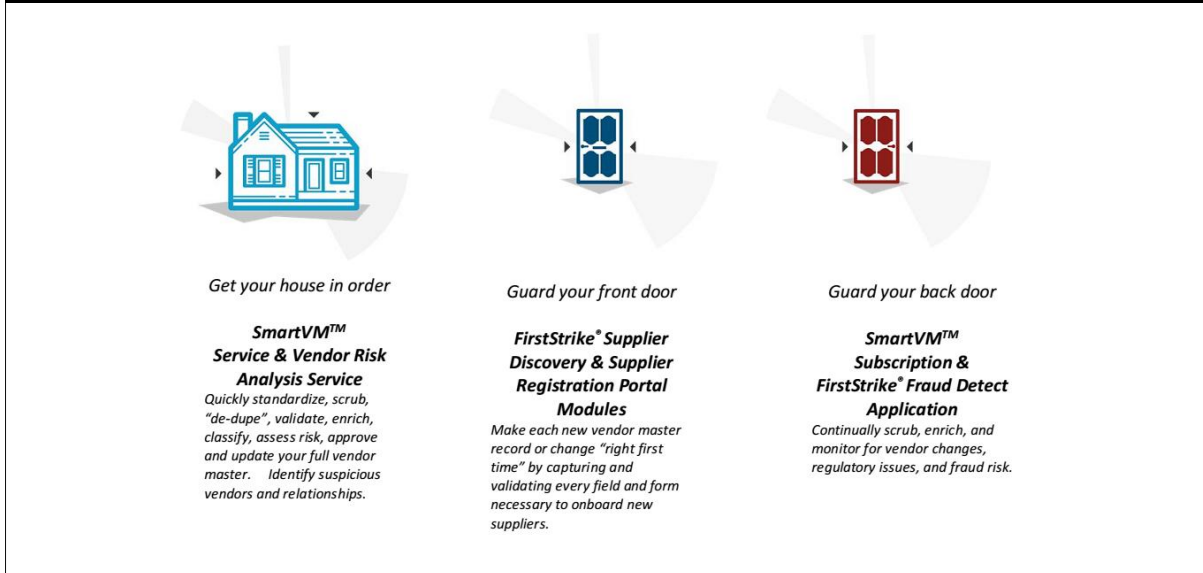 Get your house in order
SmartVM™
Service & Vendor Risk
Analysis Service
Quickly standardize, scrub,
“de-dupe”, validate, enrich,
classify, assess risk, approve
and update your full vendor
master.    Identify suspicious
vendors and relationships.
Guard your front door
FirstStrike® Supplier
Discovery & Supplier
Registration Portal
Modules
Make each new vendor master
record or change “right first
time” by capturing and
validating every field and form
necessary to onboard new
suppliers.
Guard your back door
SmartVM™
Subscription &
FirstStrike® Fraud Detect
Application
Continually scrub, enrich, and
monitor for vendor changes,
regulatory issues, and fraud risk.